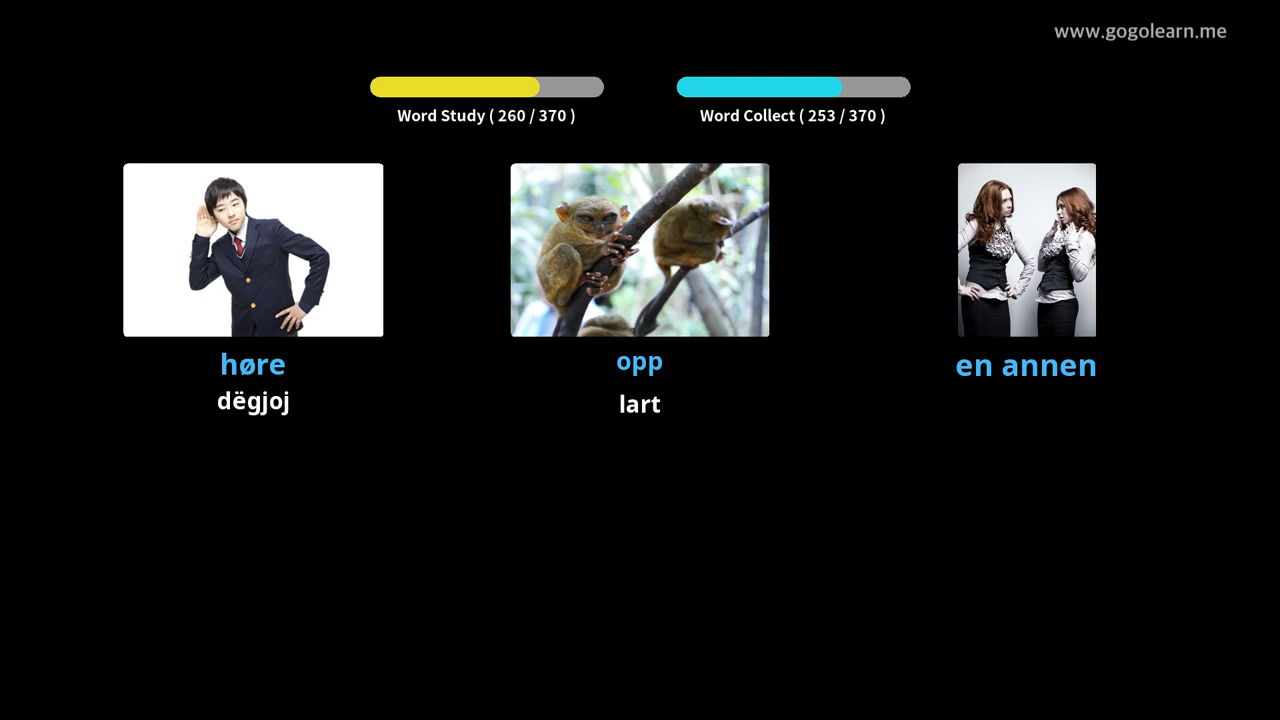 www.gogolearn.me
Word Study ( 260 / 370 )
Word Collect ( 253 / 370 )
høre
opp
en annen
dëgjoj
lart